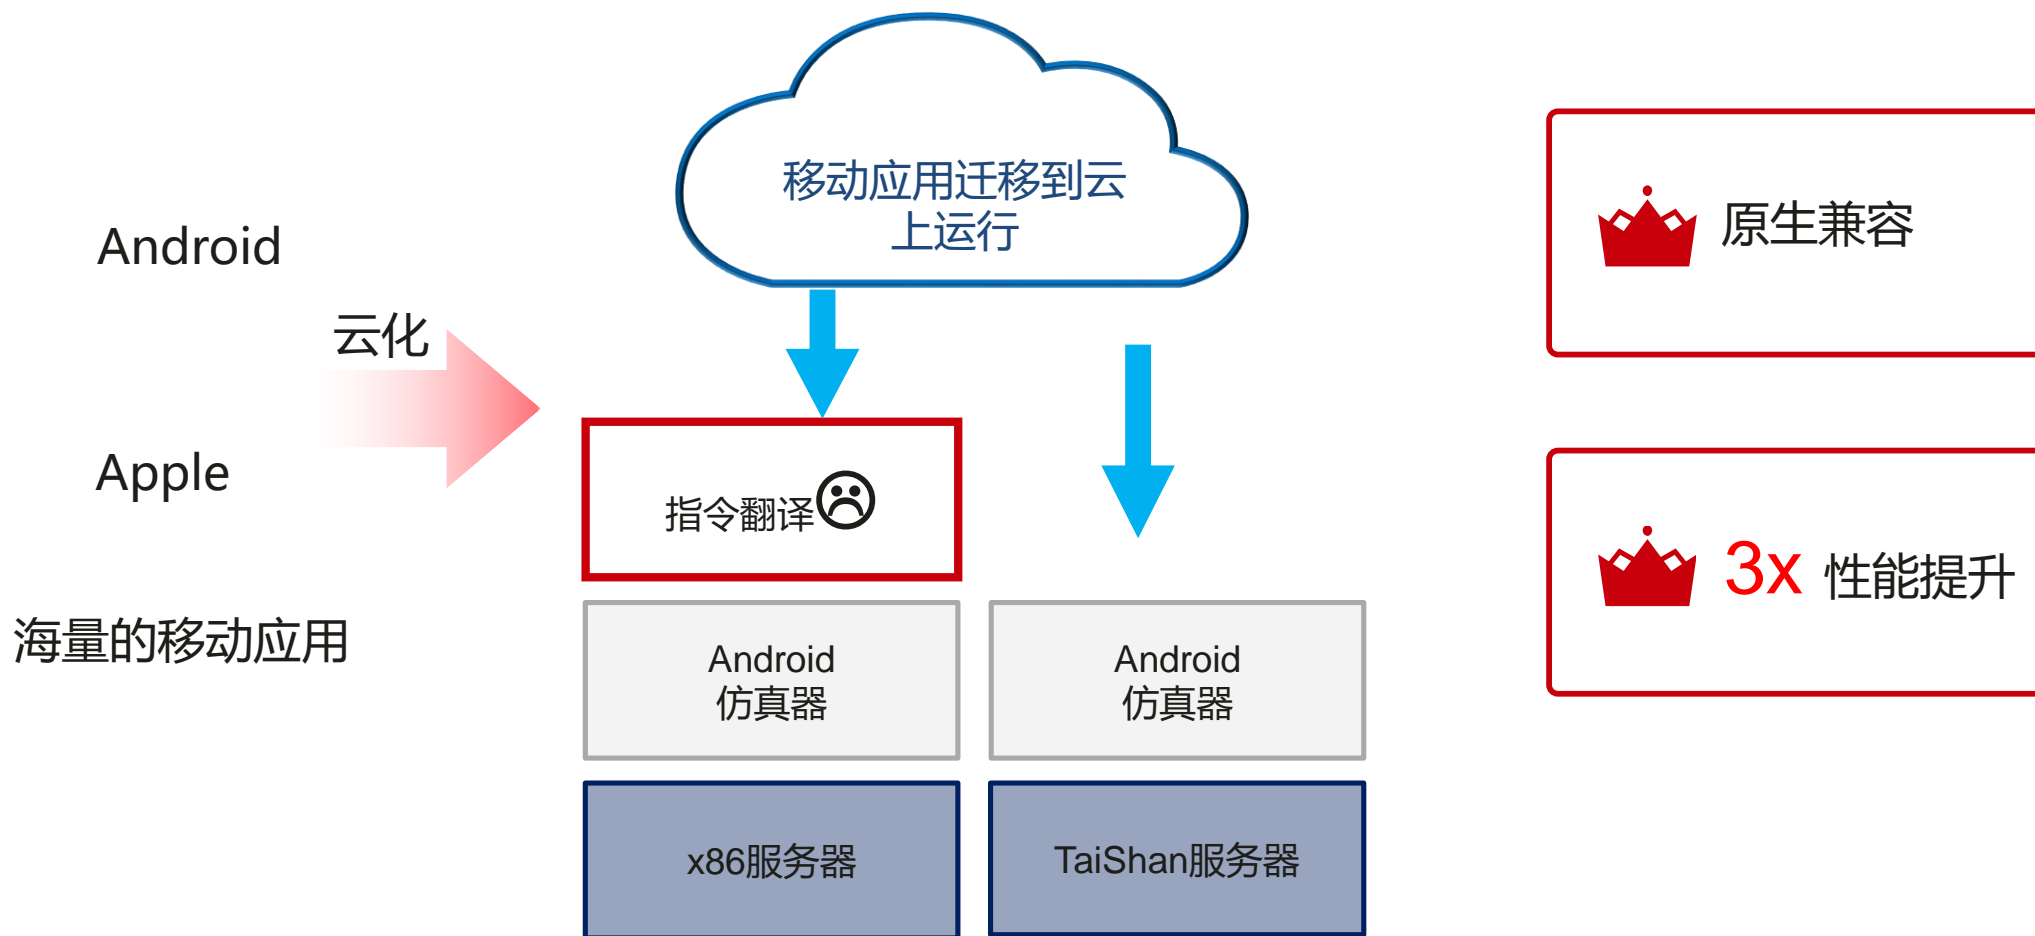 Android
云化
Apple
海量的移动应用
移动应用迁移到云
上运行
指令翻译
Android
仿真器
Android
仿真器
x86服务器
TaiShan服务器
原生兼容
3x 性能提升